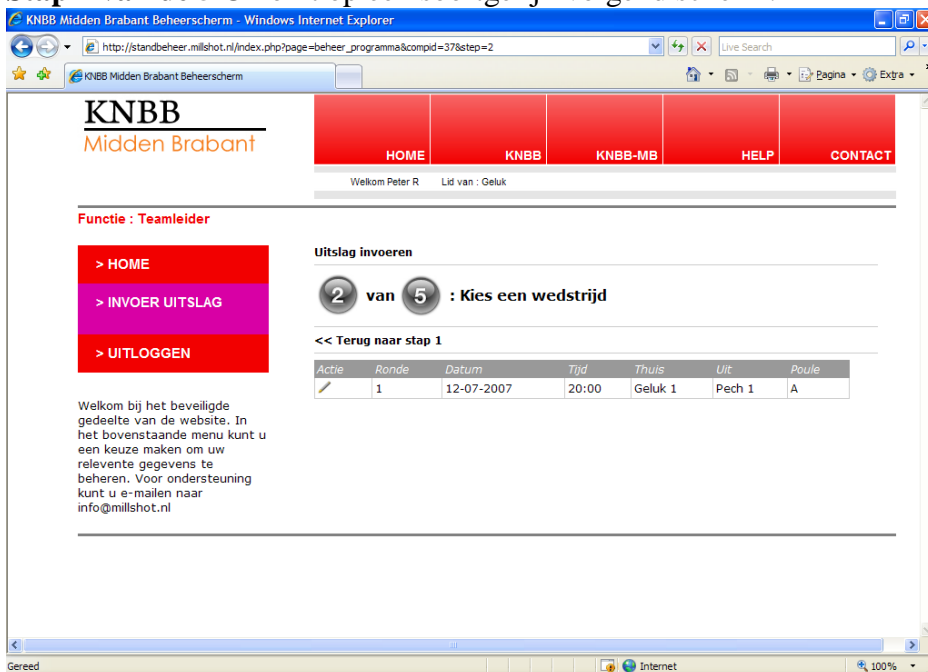 KNBB Midden Brabant Beheerscherm - Windows Internet Explorer
http://standbeheer.millshot.nl/index.php?page=beheer_programma&compid=37&step=2
Live Search
KNBB Midden Brabant Beheerscherm
Pagina
Extra
KNBB
Midden Brabant
HOME
KNBB
KNBB-MB
HELP
CONTACT
Welkom Peter R Lid van : Geluk
Functie : Teamleider
> HOME
> INVOER UITSLAG
> UITLOGGEN
Welkom bij het beveiligde
gedeelte van de website. In
het bovenstaande menu kunt u
een keuze maken om uw
relevente gegevens te
beheren. Voor ondersteuning
kunt u e-mailen naar
info@millshot.nl
Uitslag invoeren
2 van 5 : Kies een wedstrijd
<< Terug naar stap 1
Actie Ronde Datum Tijd Thuis Uit Poule
1 12-07-2007 20:00 Geluk 1 Pech 1 A
Gereed
Internet
100%